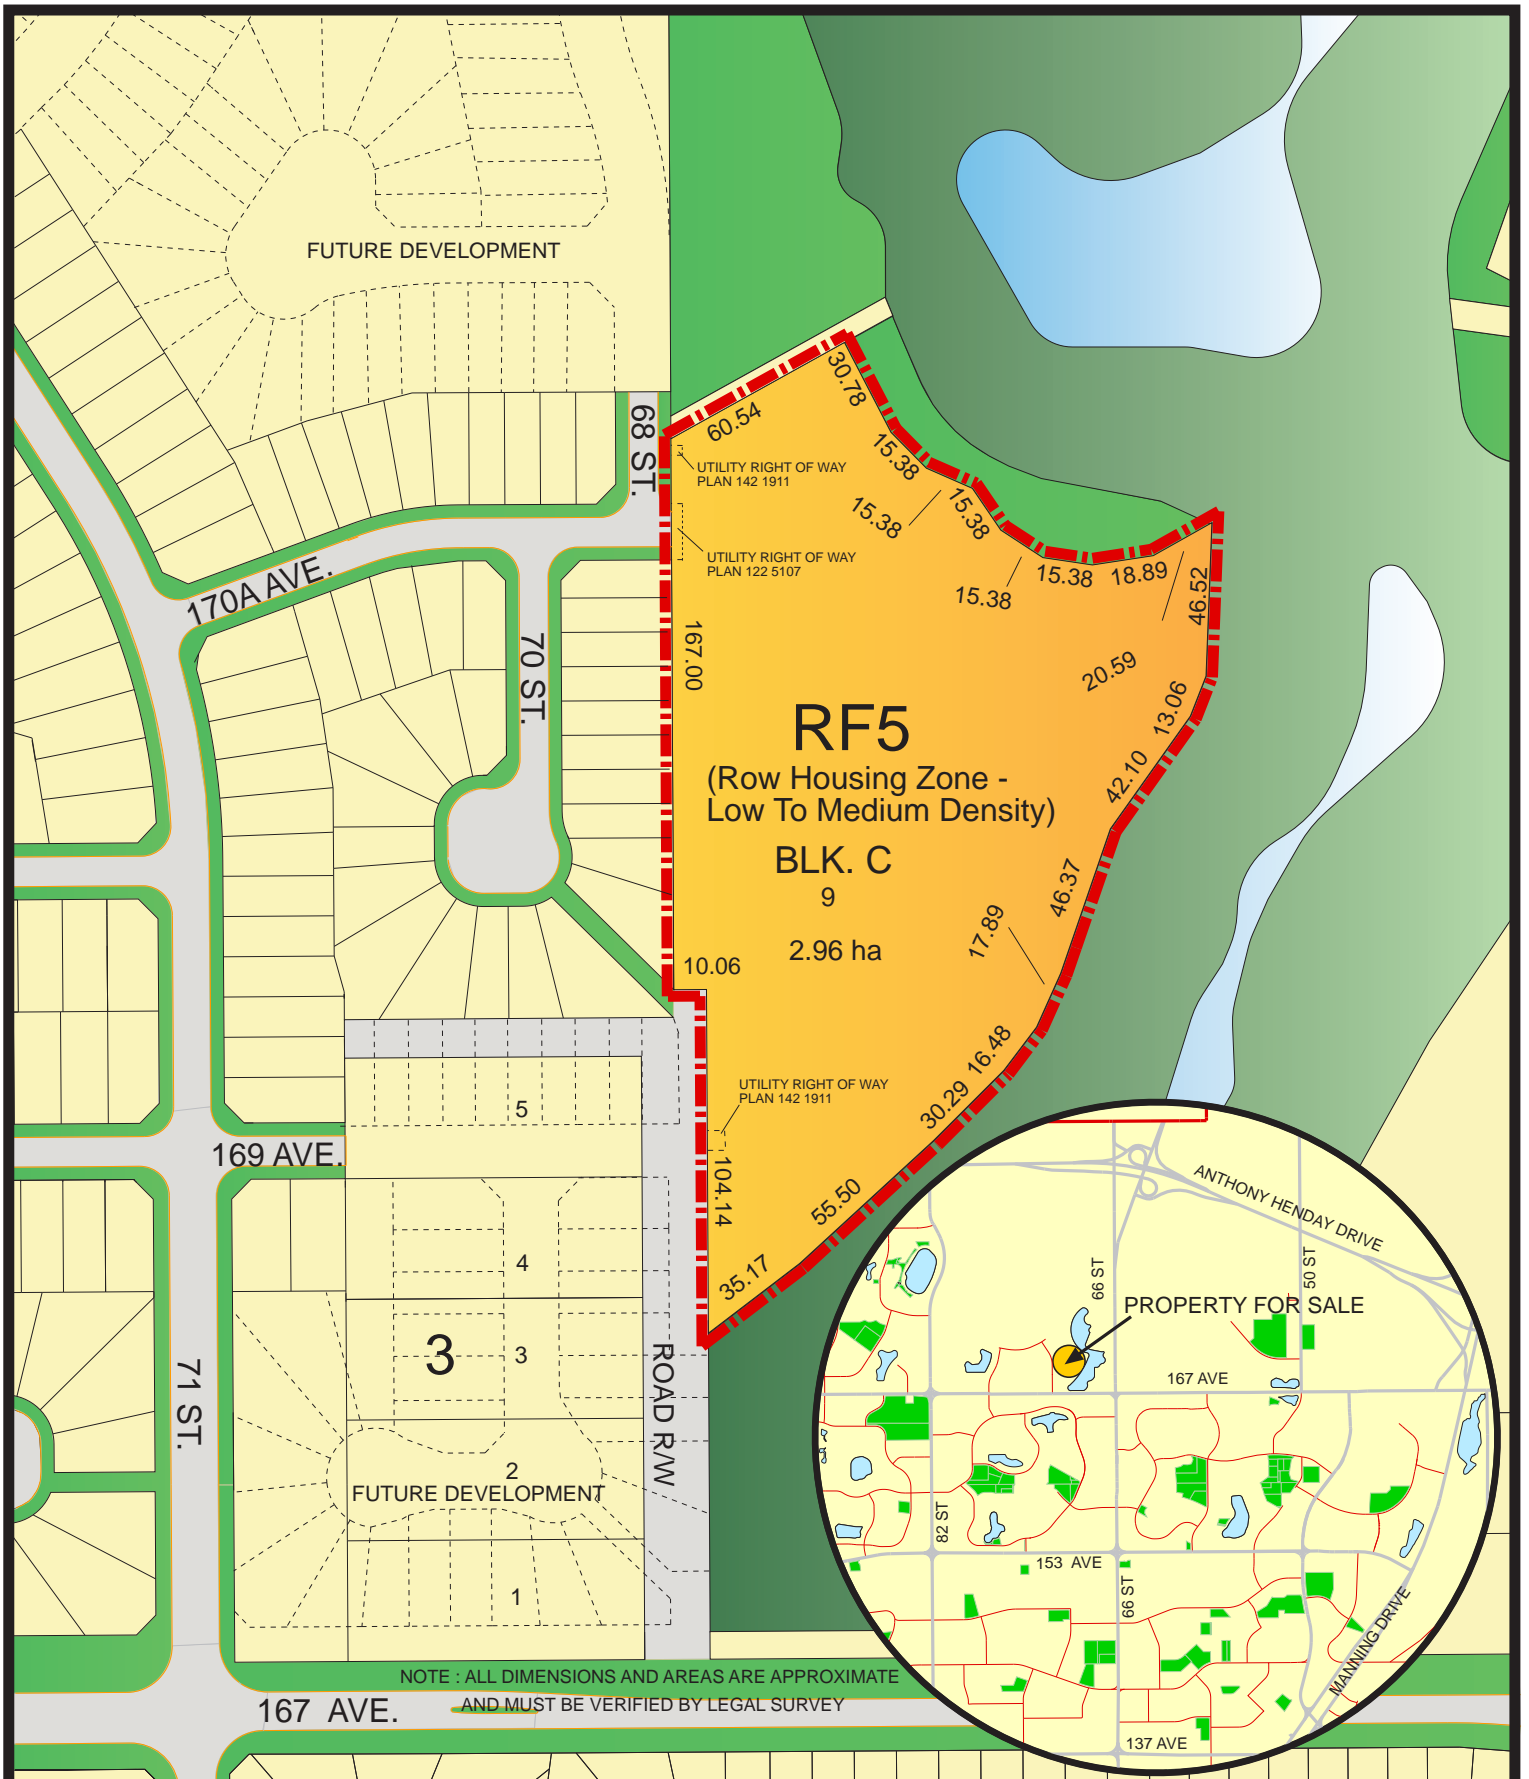 FUTURE DEVELOPMENT
68 ST.
60.54
30.78
15.38
15.38
15.38
15.38
15.38
18.89
46.52
20.59
13.06
42.10
46.37
17.89
16.48
30.29
55.50
35.17
104.14
10.06
167.00
UTILITY RIGHT OF WAY
PLAN 142 1911
UTILITY RIGHT OF WAY
PLAN 122 5107
170A AVE.
70 ST.
RF5
(Row Housing Zone -
Low To Medium Density)
BLK. C
9
2.96 ha
UTILITY RIGHT OF WAY
PLAN 142 1911
5
169 AVE.
4
3
3
71 ST.
ROAD R/W
2
FUTURE DEVELOPMENT
1
NOTE : ALL DIMENSIONS AND AREAS ARE APPROXIMATE
AND MUST BE VERIFIED BY LEGAL SURVEY
167 AVE.
ANTHONY HENDAY DRIVE
66 ST
50 ST
PROPERTY FOR SALE
167 AVE
82 ST
153 AVE
66 ST
MANNING DRIVE
137 AVE